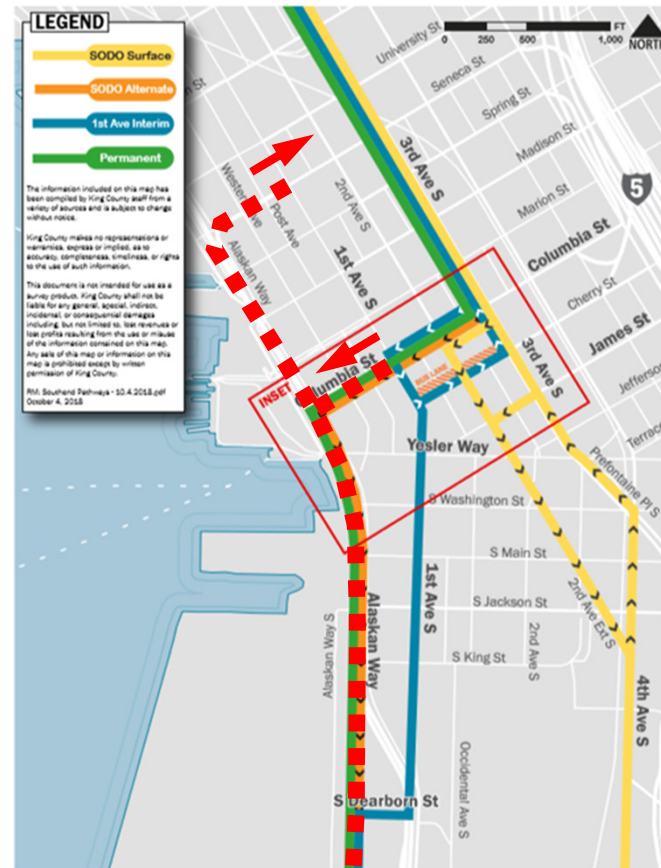 LEGEND
SODO Surface
SODO Alternate
1st Ave Interim
Permanent
The information included on this map has
been compiled by King County staff from a
variety of sources and is subject to change
without notice.
King County makes no representations or
warranties, express or implied, as to
accuracy, completeness, timeliness, or rights
to the use of such information.
This document is not intended for use as a
survey product. King County shall not be
liable for any general, special, indirect,
incidental, or consequential damages
including, but not limited to, lost revenues or
lost profits resulting from the use or misuse
of the information contained on this map.
Any sale of this map or information on this
map is prohibited except by written
permission of King County.
RM: Southend Pathways - 10.4.2018.pdf
October 4, 2018
FT
0 250 500 1,000
NORTH
5
University St
Seneca St
Spring St
Madison St
Marion St
Columbia St
Cherry St
James St
Jefferson
Terrace
3rd Ave S
2nd Ave S
1st Ave S
Western Ave
Post Ave
Alaskan Way
on St
INSET
Columbia St
BUS LANE
3rd Ave S
Yesler Way
Prefontaine Pl S
S Washington St
S Main St
S Jackson St
S King St
1st Ave S
2nd Ave Ext S
2nd Ave S
4th Ave S
Alaskan Way S
Alaskan Way
Occidental Ave S
S Dearborn St